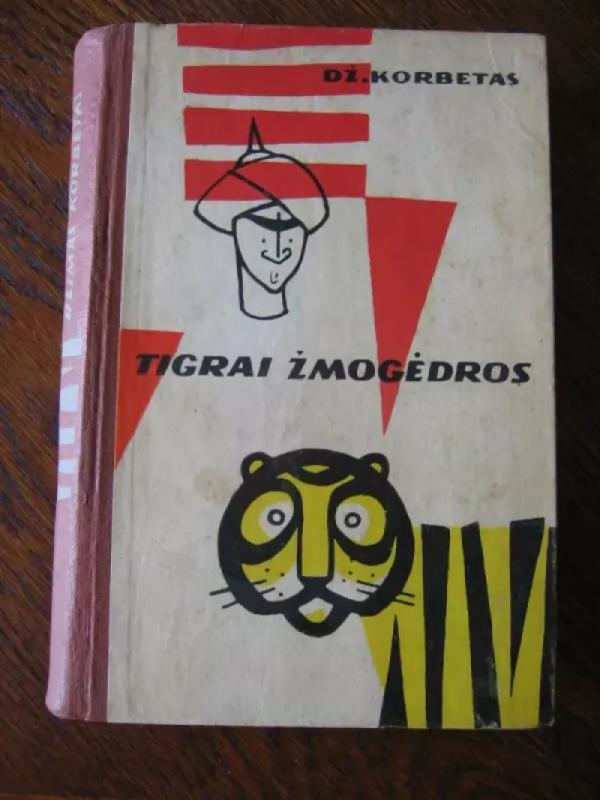 DŽ. KORBETAS
TIGRAI ŽMOGĖDROS
DŽIMAS KORBETAS